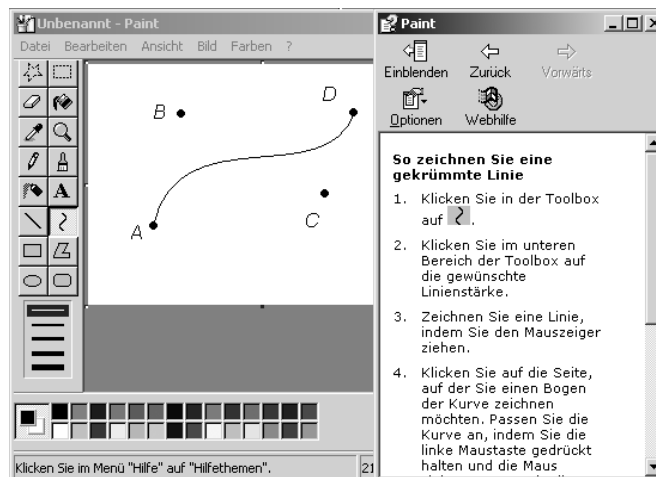 Unbenannt - Paint
Datei Bearbeiten Ansicht Bild Farben ?
B
D
A
C
A
Klicken Sie im Menü "Hilfe" auf "Hilfethemen".
21
Paint
Einblenden Zurück Vorwärts
Optionen Webhilfe
So zeichnen Sie eine
gekrümmte Linie
1. Klicken Sie in der Toolbox
auf .
2. Klicken Sie im unteren
Bereich der Toolbox auf
die gewünschte
Linienstärke.
3. Zeichnen Sie eine Linie,
indem Sie den Mauszeiger
ziehen.
4. Klicken Sie auf die Seite,
auf der Sie einen Bogen
der Kurve zeichnen
möchten. Passen Sie die
Kurve an, indem Sie die
linke Maustaste gedrückt
halten und die Maus